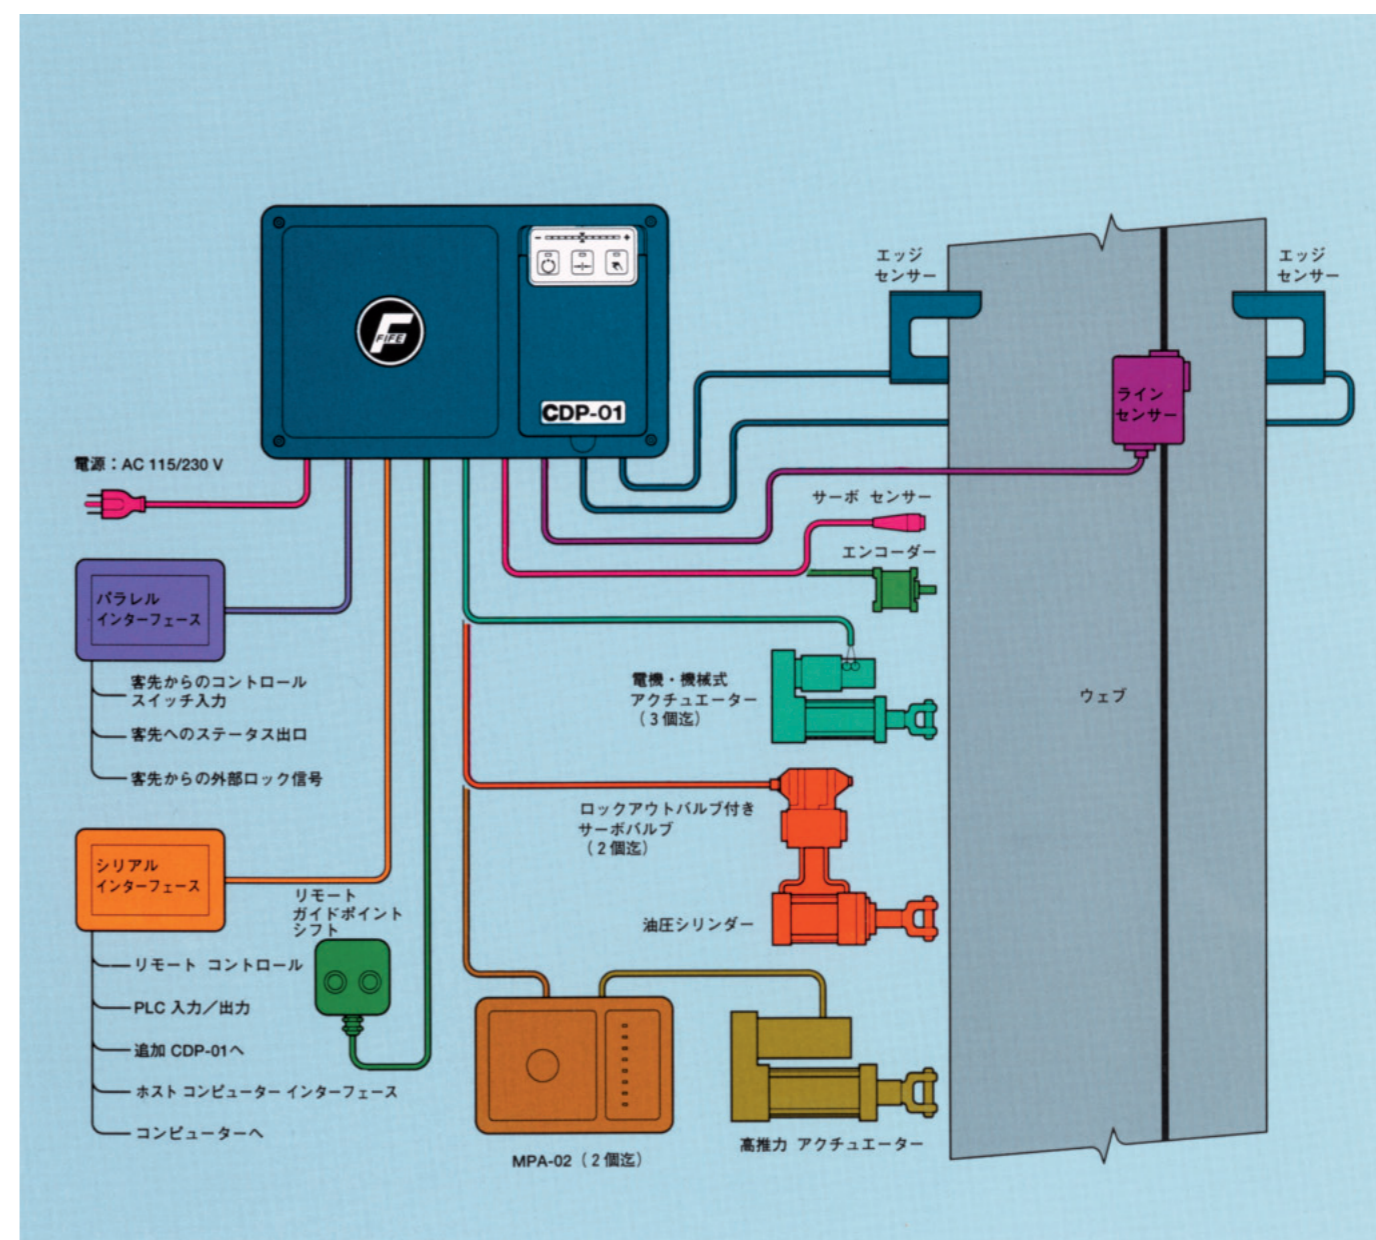 FIFE
CDP-01
エッジ
センサー
エッジ
センサー
ライン
センサー
電源：AC 115/230 V
サーボ センサー
エンコーダー
パラレル
インターフェース
客先からのコントロール
スイッチ入力
客先へのステータス出口
客先からの外部ロック信号
電機・機械式
アクチュエーター
（3個迄）
ウェブ
ロックアウトバルブ付き
サーボバルブ
（2個迄）
油圧シリンダー
シリアル
インターフェース
リモート
ガイドポイント
シフト
リモート コントロール
PLC 入力／出力
追加 CDP-01へ
ホスト コンピューター インターフェース
コンピューターへ
MPA-02（2個迄）
高推力 アクチュエーター